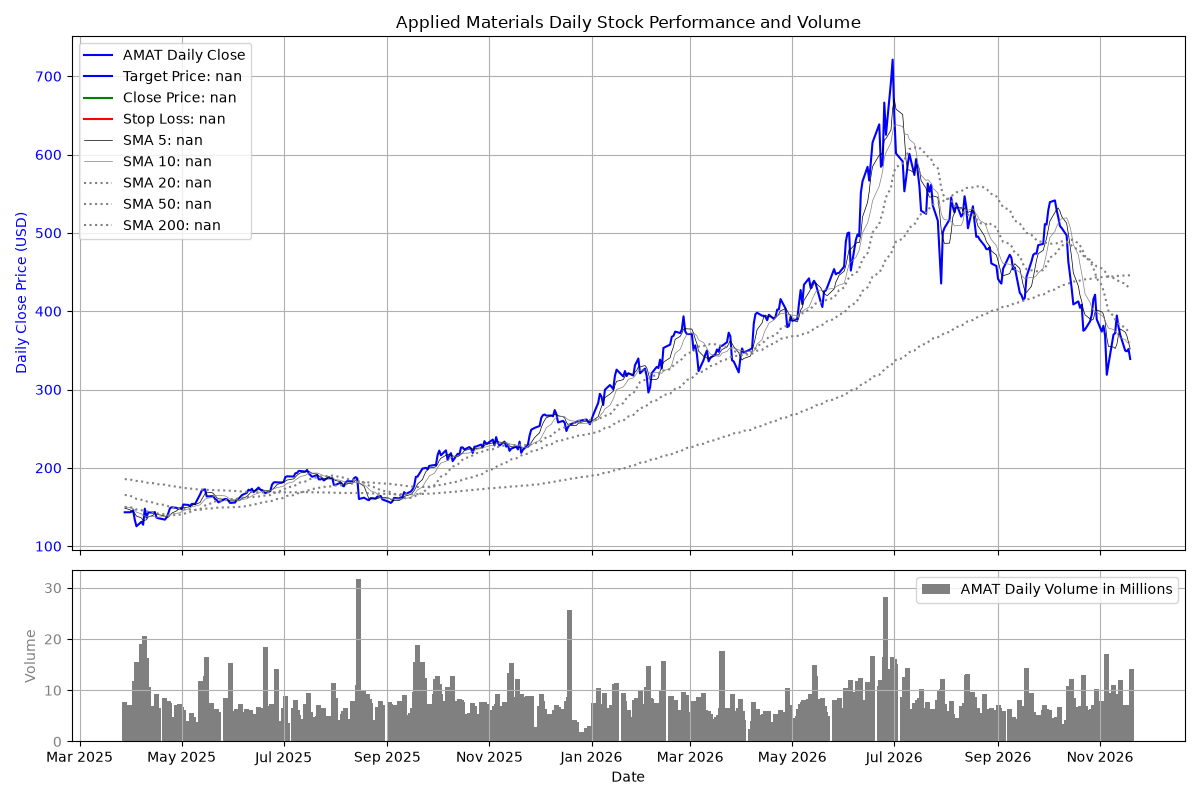 Applied Materials Daily Stock Performance and Volume
AMAT Daily Close
Target Price: nan
Close Price: nan
Stop Loss: nan
SMA 5: nan
SMA 10: nan
SMA 20: nan
SMA 50: nan
SMA 200: nan
Daily Close Price (USD)
700
600
500
400
300
200
100
AMAT Daily Volume in Millions
Volume
30
20
10
0
Mar 2025 May 2025 Jul 2025 Sep 2025 Nov 2025 Jan 2026 Mar 2026 May 2026 Jul 2026 Sep 2026 Nov 2026
Date